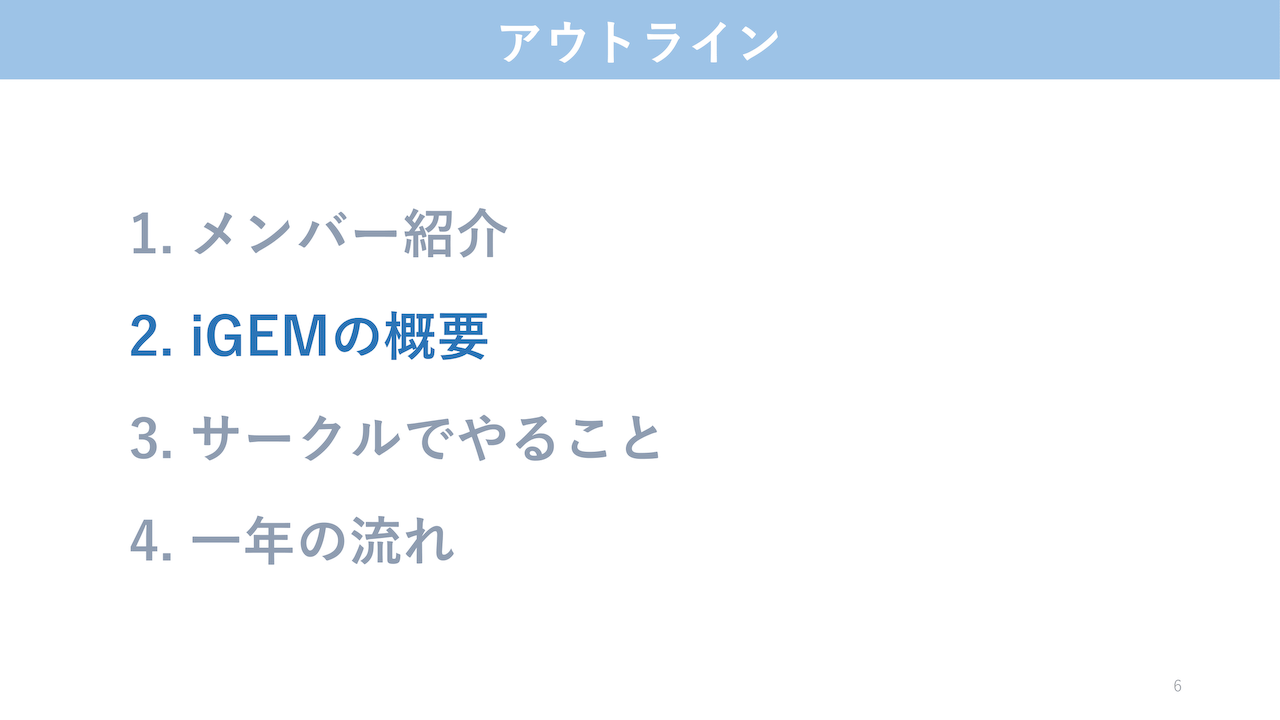 アウトライン
1. メンバー紹介
2. iGEMの概要
3. サークルでやること
4. 一年の流れ
6